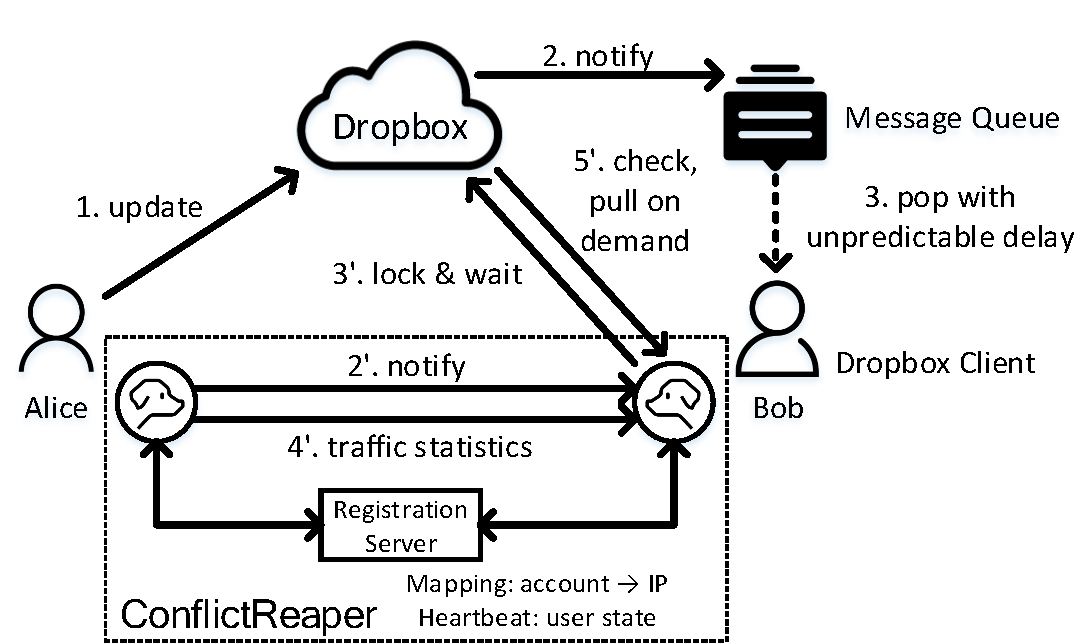 2. notify
Dropbox
Message Queue
5'. check,
pull on
demand
1. update
3. pop with
unpredictable delay
3'. lock & wait
2'. notify
Dropbox Client
Alice
Bob
4'. traffic statistics
Registration
Server
Mapping: account → IP
ConflictReaper
Heartbeat: user state